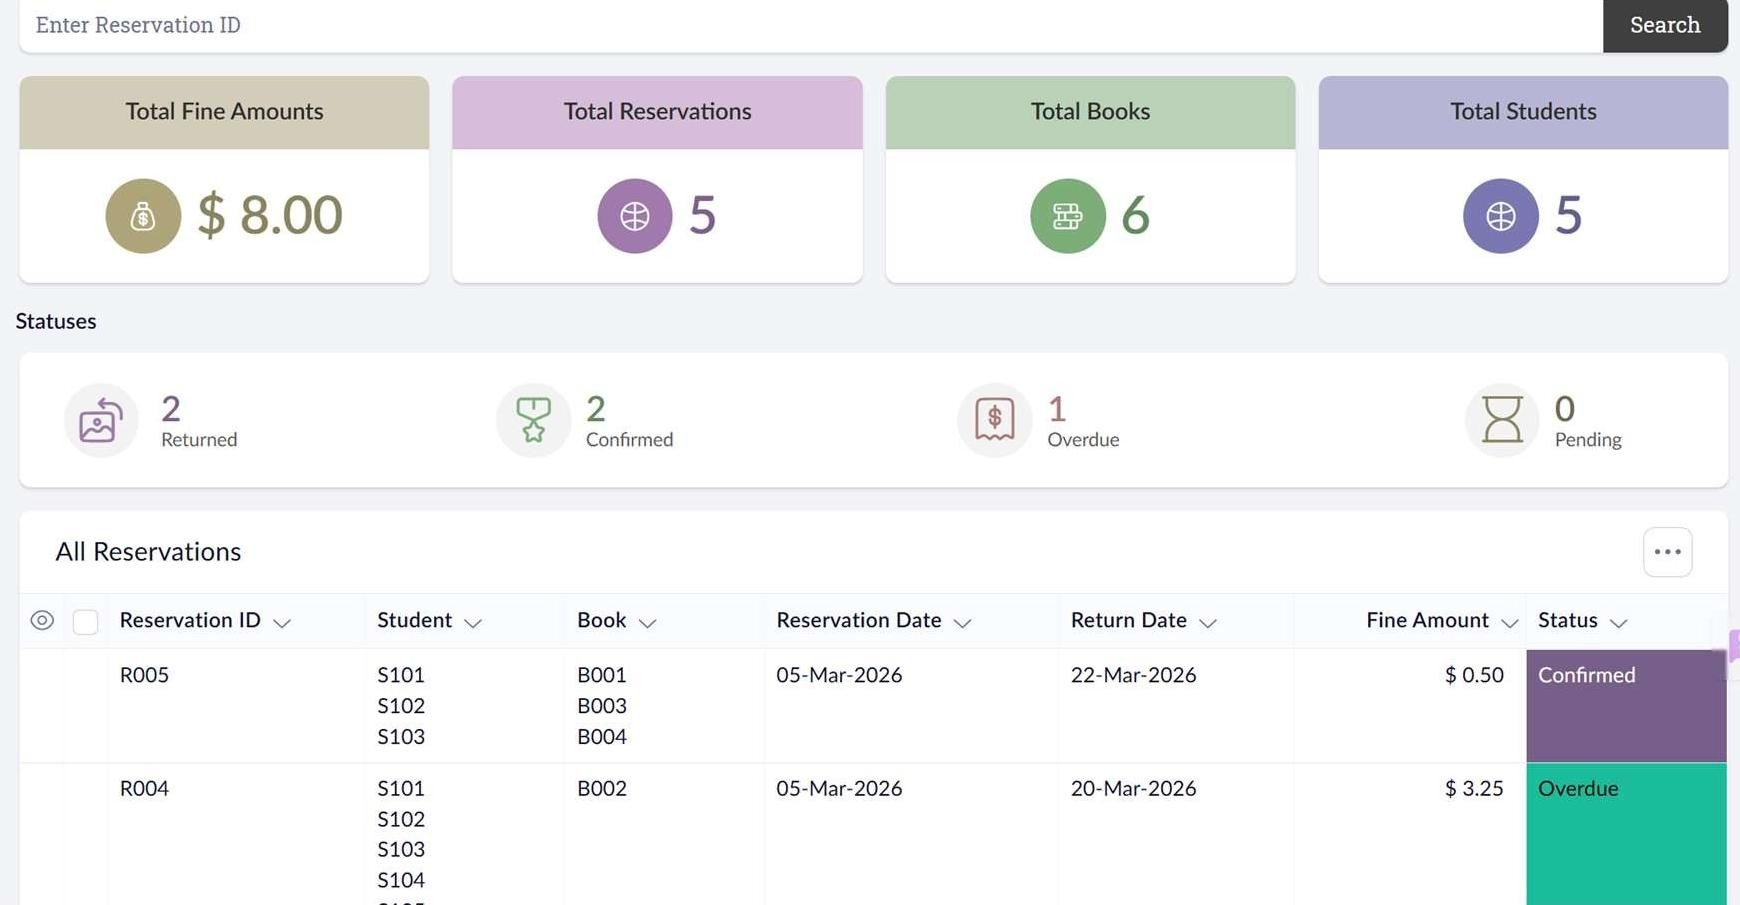 Enter Reservation ID
Search
Total Fine Amounts
Total Reservations
Total Books
Total Students
$ 8.00
5
6
5
Statuses
2
Returned
2
Confirmed
1
Overdue
0
Pending
All Reservations
Reservation ID Student Book Reservation Date Return Date Fine Amount Status
R005 S101 B001 05-Mar-2026 22-Mar-2026 $ 0.50 Confirmed
S102 B003
S103 B004
R004 S101 B002 05-Mar-2026 20-Mar-2026 $ 3.25 Overdue
S102
S103
S104